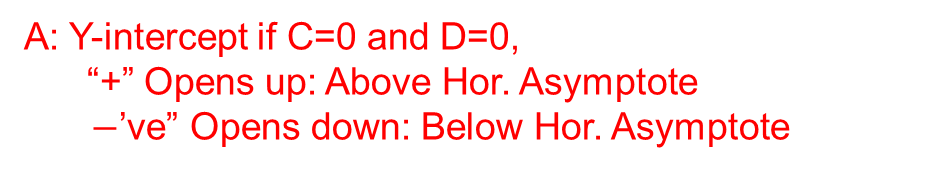 A: Y-intercept if C=0 and D=0,
“+” Opens up: Above Hor. Asymptote
–’ve” Opens down: Below Hor. Asymptote